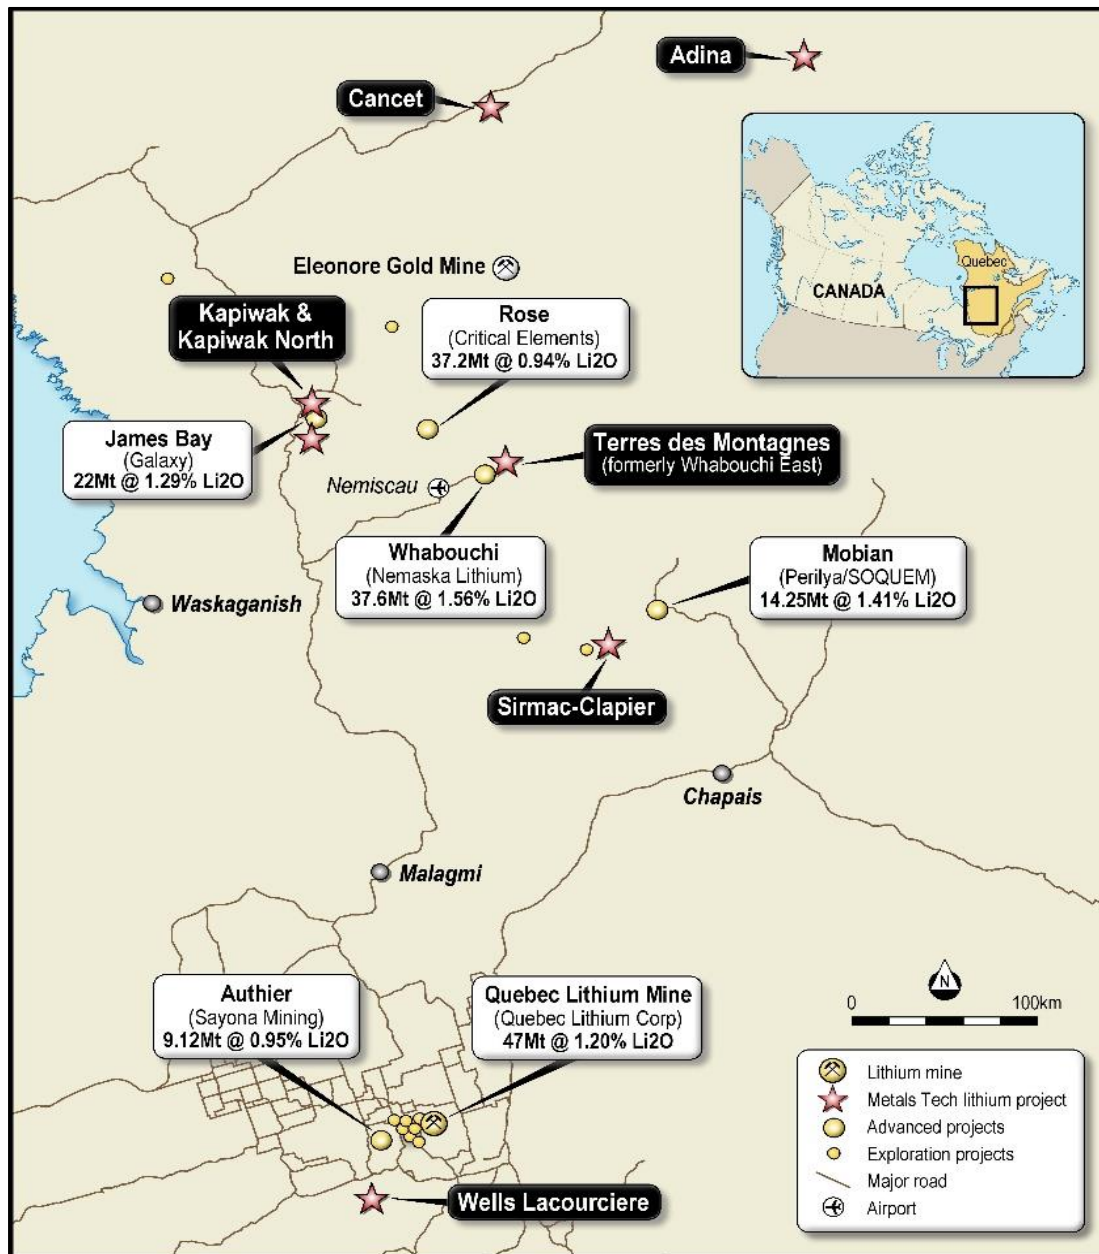 Adina
Cancet
Quebec
CANADA
Eleonore Gold Mine
Kapiwak &
Kapiwak North
Rose
(Critical Elements)
37.2Mt @ 0.94% Li2O
James Bay
(Galaxy)
22Mt @ 1.29% Li2O
Terres des Montagnes
(formerly Whabouchi East)
Nemiscau
Whabouchi
(Nemaska Lithium)
37.6Mt @ 1.56% Li2O
Mobian
(Perilya/SOQUEM)
14.25Mt @ 1.41% Li2O
Waskaganish
Sirmac-Clapier
Chapais
Malagmi
Authier
(Sayona Mining)
9.12Mt @ 0.95% Li2O
Quebec Lithium Mine
(Quebec Lithium Corp)
47Mt @ 1.20% Li2O
N
0 100km
Lithium mine
Metals Tech lithium project
Advanced projects
Exploration projects
Major road
Airport
Wells Lacourciere